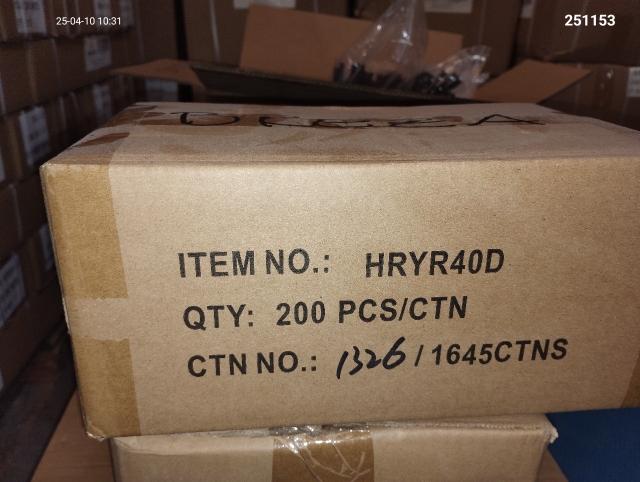 25-04-10 10:31
251153
ITEM NO.: HRYR40D
QTY: 200 PCS/CTN
CTN NO.: 1326 / 1645CTNS